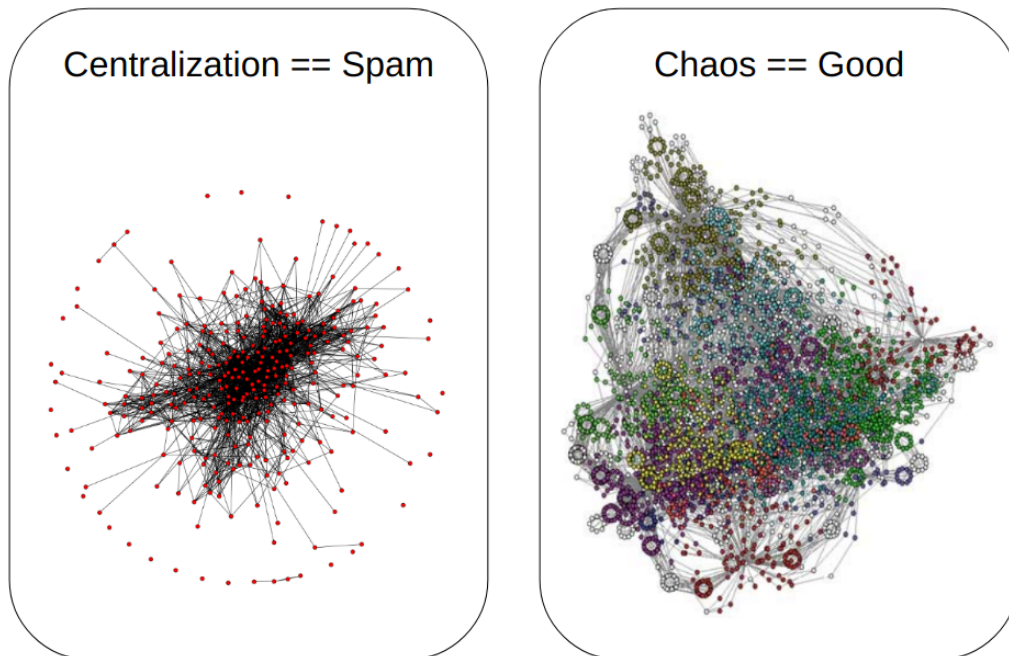 Centralization == Spam
Chaos == Good